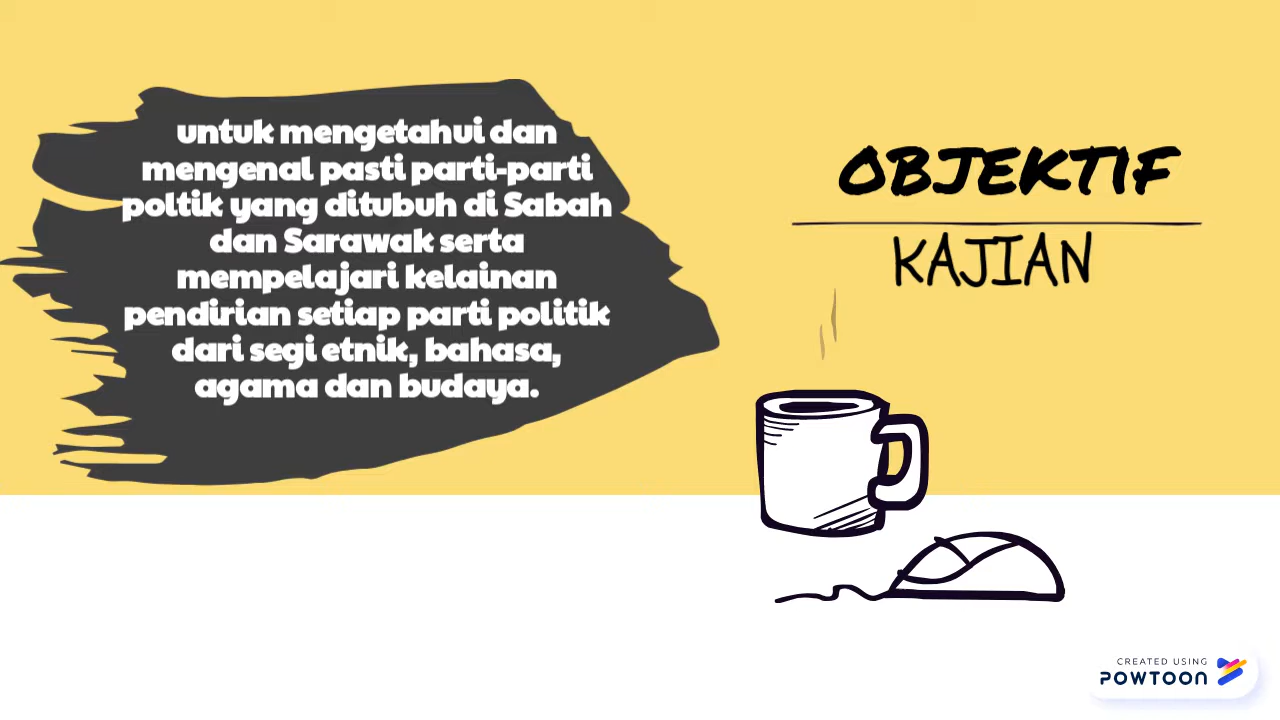 untuk mengetahui dan
mengenal pasti parti-parti
poltik yang ditubuh di Sabah
dan Sarawak serta
mempelajari kelainan
pendirian setiap parti politik
dari segi etnik, bahasa,
agama dan budaya.
OBJEKTIF
KAJIAN
CREATED USING
POWTOON